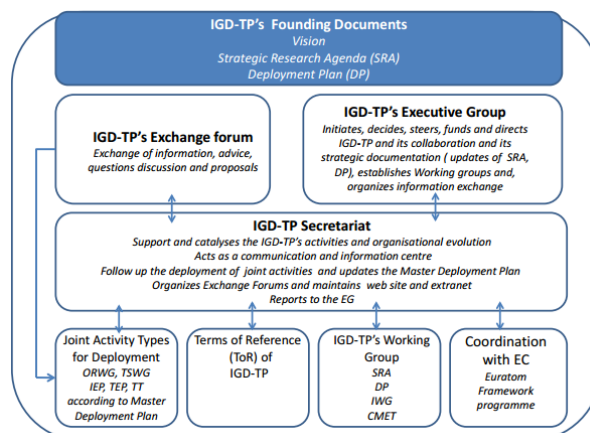 IGD-TP's Founding Documents
Vision
Strategic Research Agenda (SRA)
Deployment Plan (DP)
IGD-TP's Exchange forum
Exchange of information, advice,
questions discussion and proposals
IGD-TP's Executive Group
Initiates, decides, steers, funds and directs
IGD-TP and its collaboration and its
strategic documentation ( updates of SRA,
DP), establishes Working groups and,
organizes information exchange
IGD-TP Secretariat
Support and catalyses the IGD-TP's activities and organisational evolution
Acts as a communication and information centre
Follow up the deployment of joint activities and updates the Master Deployment Plan
Organizes Exchange Forums and maintains web site and extranet
Reports to the EG
Joint Activity Types
for Deployment
ORWG, TSWG
IEP, TEP, TT
according to Master
Deployment Plan
Terms of Reference
(ToR) of
IGD-TP
IGD-TP's Working
Group
SRA
DP
IWG
CMET
Coordination
with EC
Euratom
Framework
programme